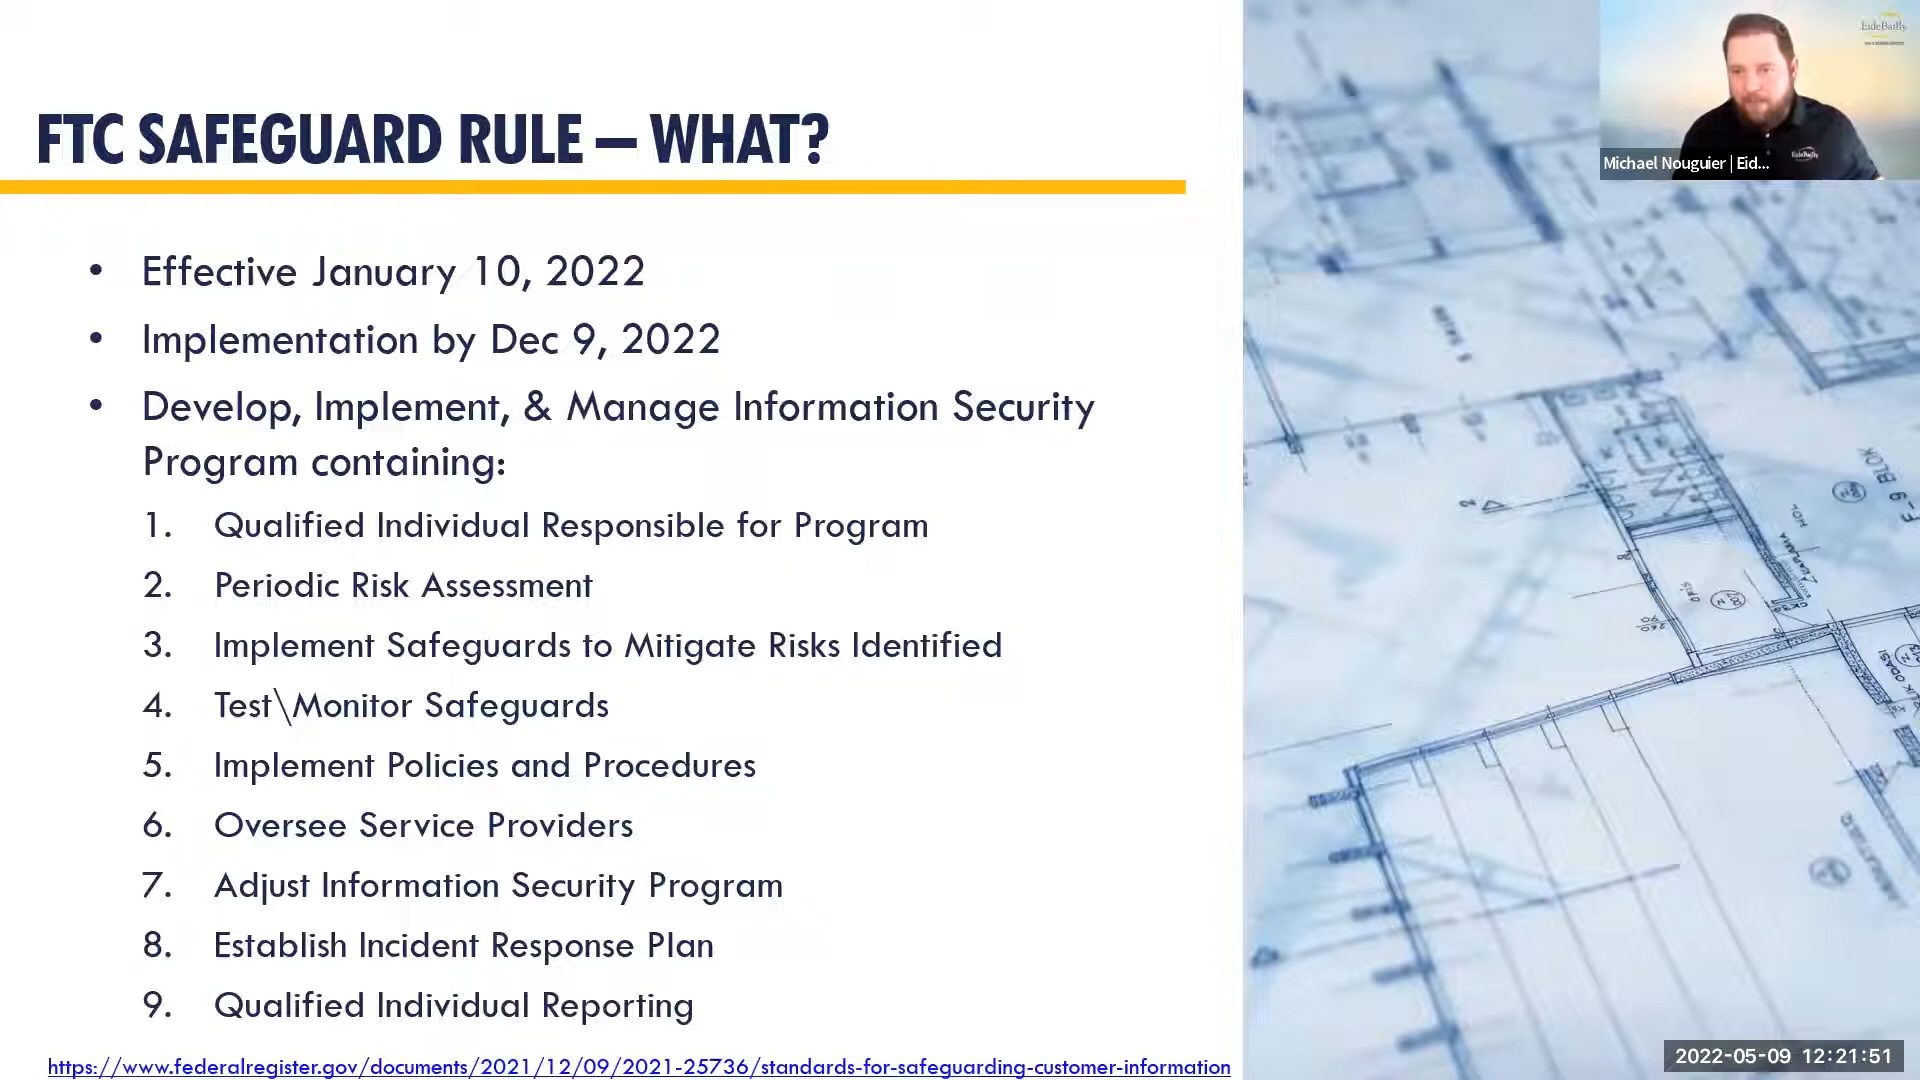 FTC SAFEGUARD RULE – WHAT?
• Effective January 10, 2022
• Implementation by Dec 9, 2022
• Develop, Implement, & Manage Information Security
Program containing:
1. Qualified Individual Responsible for Program
2. Periodic Risk Assessment
3. Implement Safeguards to Mitigate Risks Identified
4. Test\Monitor Safeguards
5. Implement Policies and Procedures
6. Oversee Service Providers
7. Adjust Information Security Program
8. Establish Incident Response Plan
9. Qualified Individual Reporting
https://www.federalregister.gov/documents/2021/12/09/2021-25736/standards-for-safeguarding-customer-information
EideBailly
EideBailly
Michael Nouguier | Eid...
F-9 BLOK
2022-05-09 12:21:51